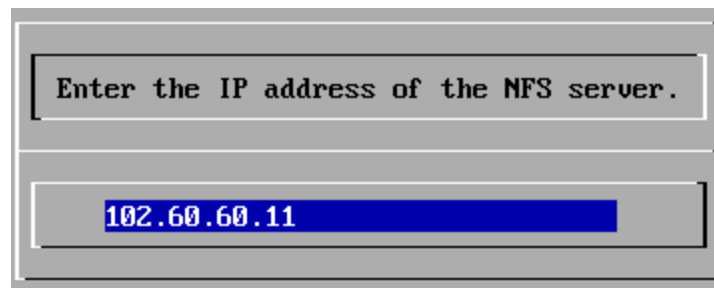 Enter the IP address of the NFS server.
102.60.60.11